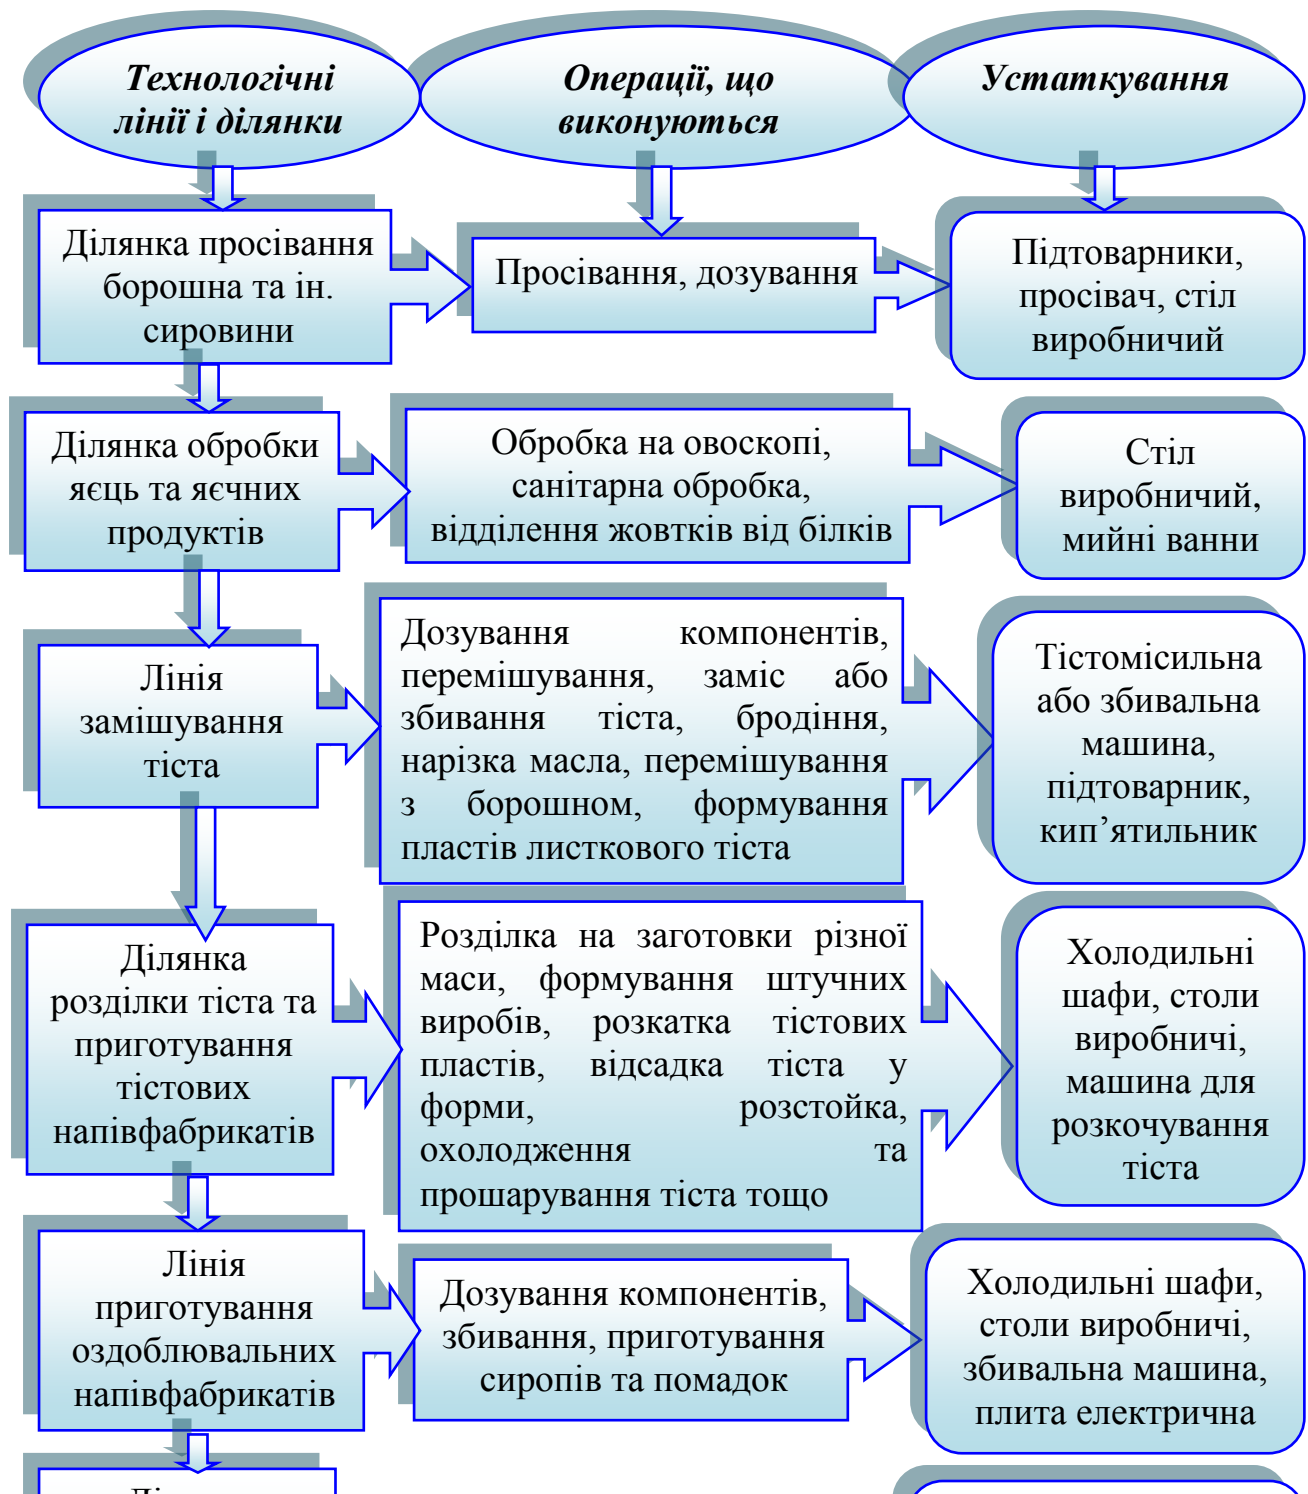 Технологічні
лінії і ділянки
Операції, що
виконуються
Устаткування
Ділянка просівання
борошна та ін.
сировини
Просівання, дозування
Підтоварники,
просівач, стіл
виробничий
Ділянка обробки
яєць та яєчних
продуктів
Обробка на овоскопі,
санітарна обробка,
відділення жовтків від білків
Стіл
виробничий,
мийні ванни
Лінія
замішування
тіста
Дозування компонентів,
перемішування, заміс або
збивання тіста, бродіння,
нарізка масла, перемішування
з борошном, формування
пластів листкового тіста
Тістомісильна
або збивальна
машина,
підтоварник,
кип’ятильник
Ділянка
розділки тіста та
приготування
тістових
напівфабрикатів
Розділка на заготовки різної
маси, формування штучних
виробів, розкатка тістових
пластів, відсадка тіста у
форми, розстойка,
охолодження та
прошарування тіста тощо
Холодильні
шафи, столи
виробничі,
машина для
розкочування
тіста
Лінія
приготування
оздоблювальних
напівфабрикатів
Дозування компонентів,
збивання, приготування
сиропів та помадок
Холодильні шафи,
столи виробничі,
збивальна машина,
плита електрична